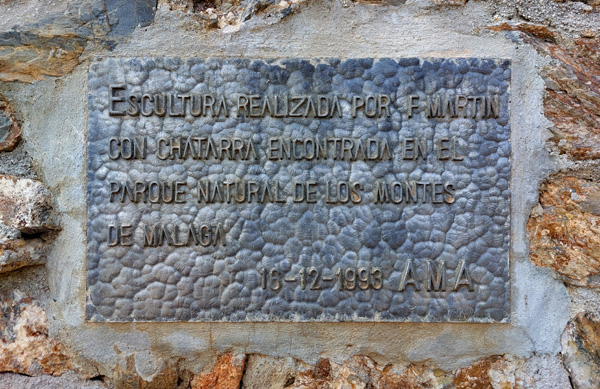 ESCULTURA REALIZADA POR F. MARTIN
CON CHATARRA ENCONTRADA EN EL
PARQUE NATURAL DE LOS MONTES
DE MALAGA
16-12-1993 A M A